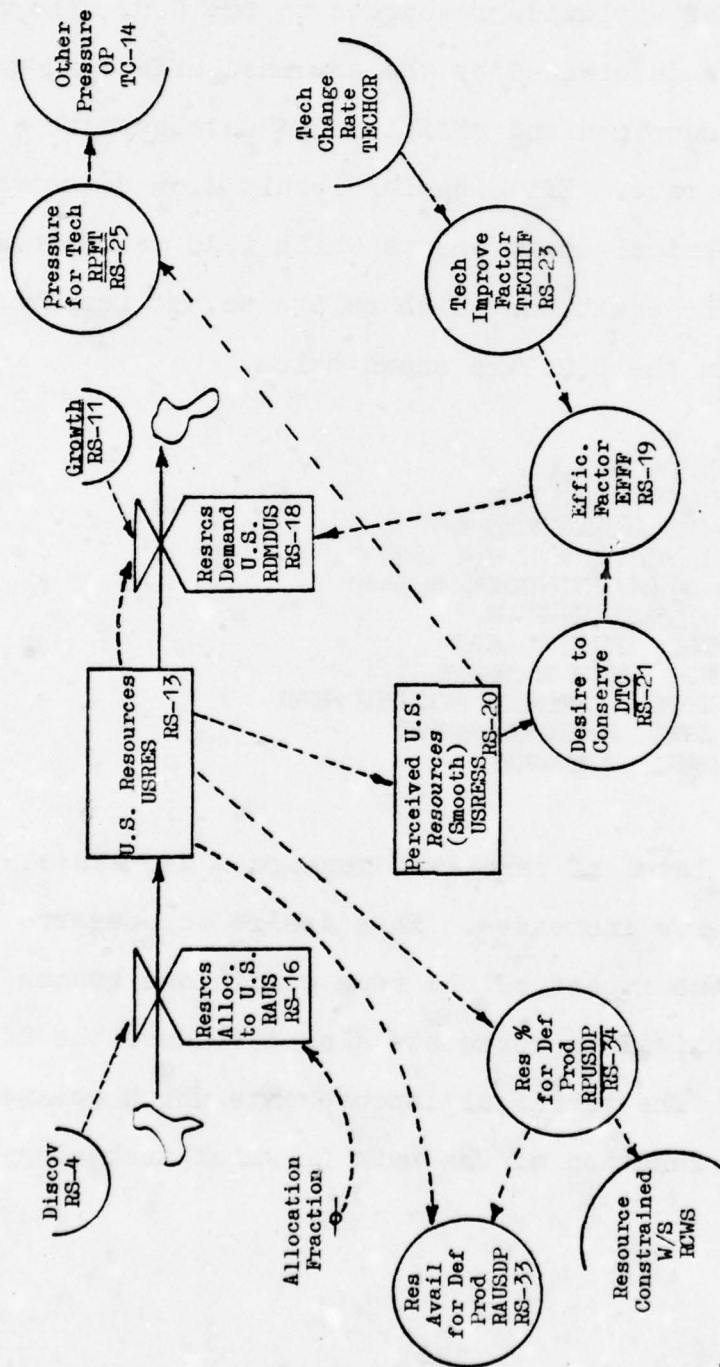 Discov
RS-4
Allocation
Fraction
Resrcs
Alloc.
to U.S.
RAUS
RS-16
U.S. Resources
USRES
RS-13
Growth
RS-11
Resrcs
Demand
U.S.
RDMDUS
RS-18
Pressure
for Tech
RPFT
RS-25
Other
Pressure
OP
TC-14
Res
Avail
for Def
Prod
RAUSDP
RS-33
Res %
for Def
Prod
RPUSDP
RS-34
Resource
Constrained
W/S
RCWS
Perceived U.S.
Resources
(Smooth)
USRESS
RS-20
Desire to
Conserve
DTC
RS-21
Effic.
Factor
EFFF
RS-19
Tech
Improve
Factor
TECHIF
RS-23
Tech
Change
Rate
TECHCR